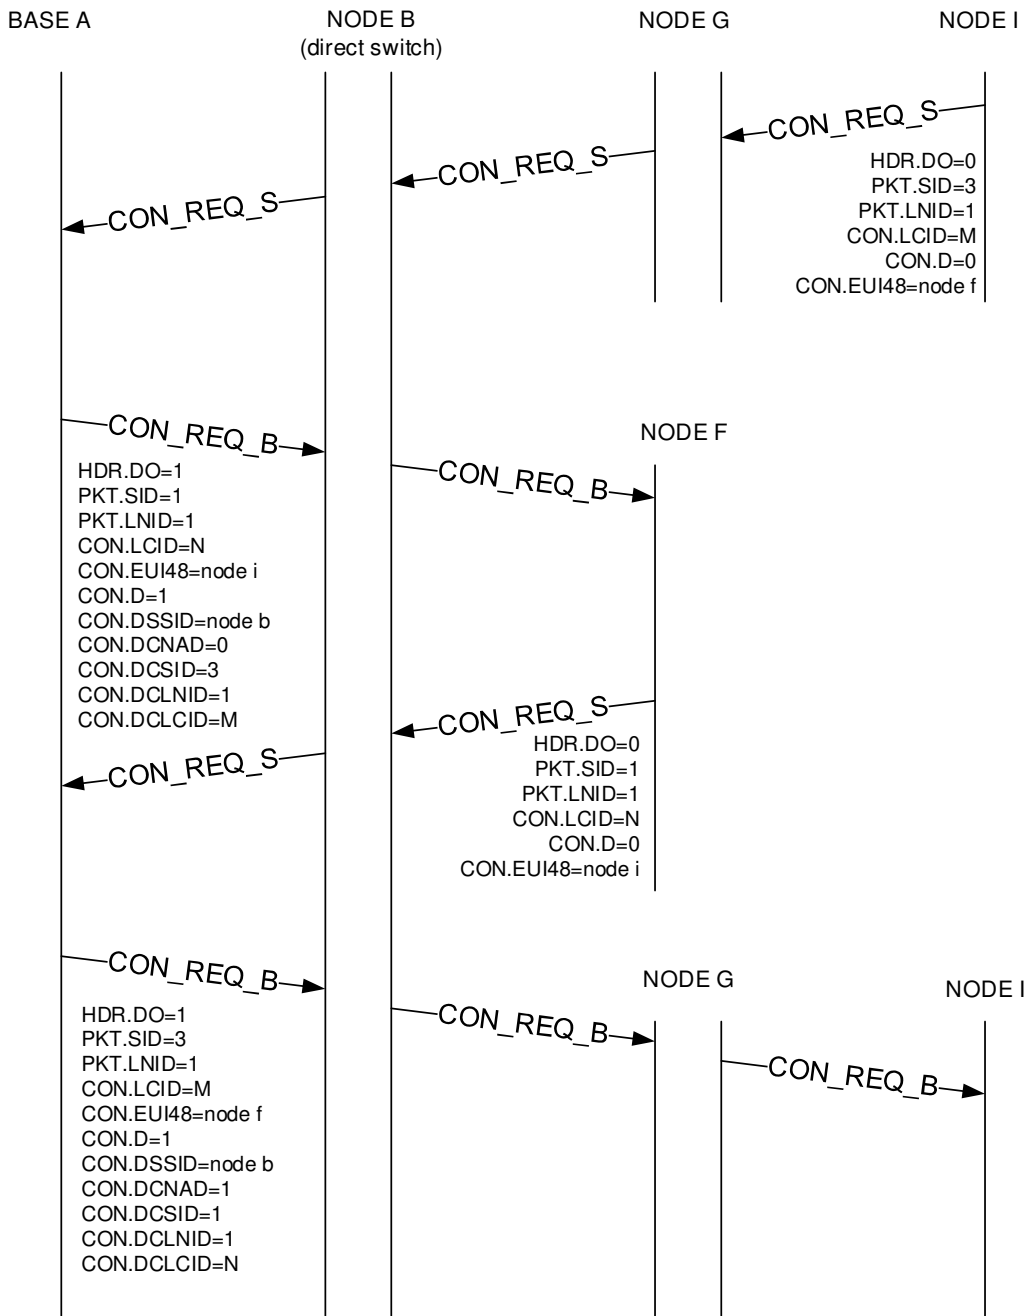 BASE A
NODE B
(direct switch)
NODE G
NODE I
CON_REQ_S
CON_REQ_S
CON_REQ_S
HDR.DO=0
PKT.SID=3
PKT.LNID=1
CON.LCID=M
CON.D=0
CON.EUI48=node f
CON_REQ_B
NODE F
CON_REQ_B
HDR.DO=1
PKT.SID=1
PKT.LNID=1
CON.LCID=N
CON.EUI48=node i
CON.D=1
CON.DSSID=node b
CON.DCNAD=0
CON.DCSID=3
CON.DCLNID=1
CON.DCLCID=M
CON_REQ_S
HDR.DO=0
PKT.SID=1
PKT.LNID=1
CON.LCID=N
CON.D=0
CON.EUI48=node i
CON_REQ_S
CON_REQ_B
NODE G
NODE I
CON_REQ_B
CON_REQ_B
HDR.DO=1
PKT.SID=3
PKT.LNID=1
CON.LCID=M
CON.EUI48=node f
CON.D=1
CON.DSSID=node b
CON.DCNAD=1
CON.DCSID=1
CON.DCLNID=1
CON.DCLCID=N